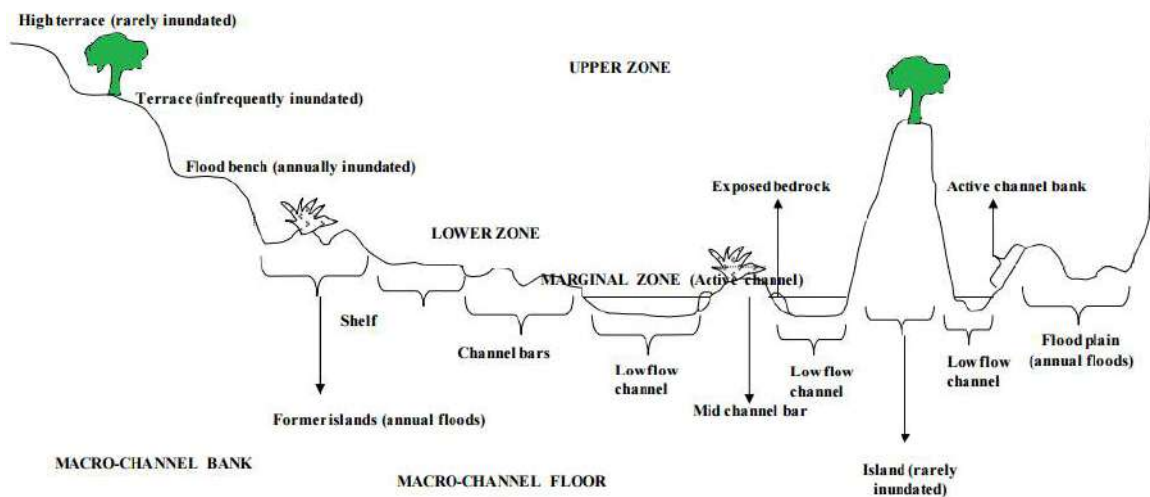 High terrace (rarely inundated)
UPPER ZONE
Terrace (infrequently inundated)
Flood bench (annually inundated)
Exposed bedrock
Active channel bank
LOWER ZONE
MARGINAL ZONE (Active channel)
Shelf
Channel bars
Low flow
channel
Low flow
channel
Low flow
channel
Flood plain
(annual floods)
Mid channel bar
Former islands (annual floods)
MACRO-CHANNEL BANK
MACRO-CHANNEL FLOOR
Island (rarely
inundated)